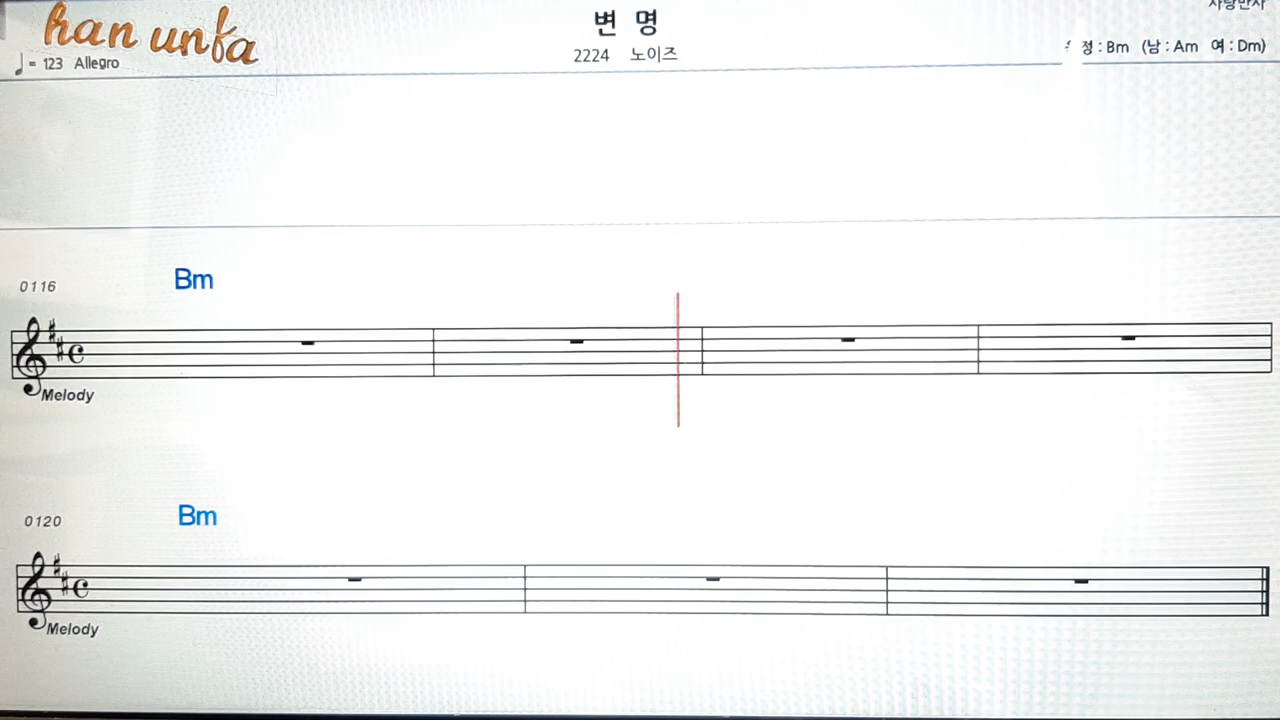 han unfa
변 명
♩ = 123 Allegro
2224 노이즈
정 : Bm (남 : Am 여 : Dm)
Bm
0116
Melody
Bm
0120
Melody